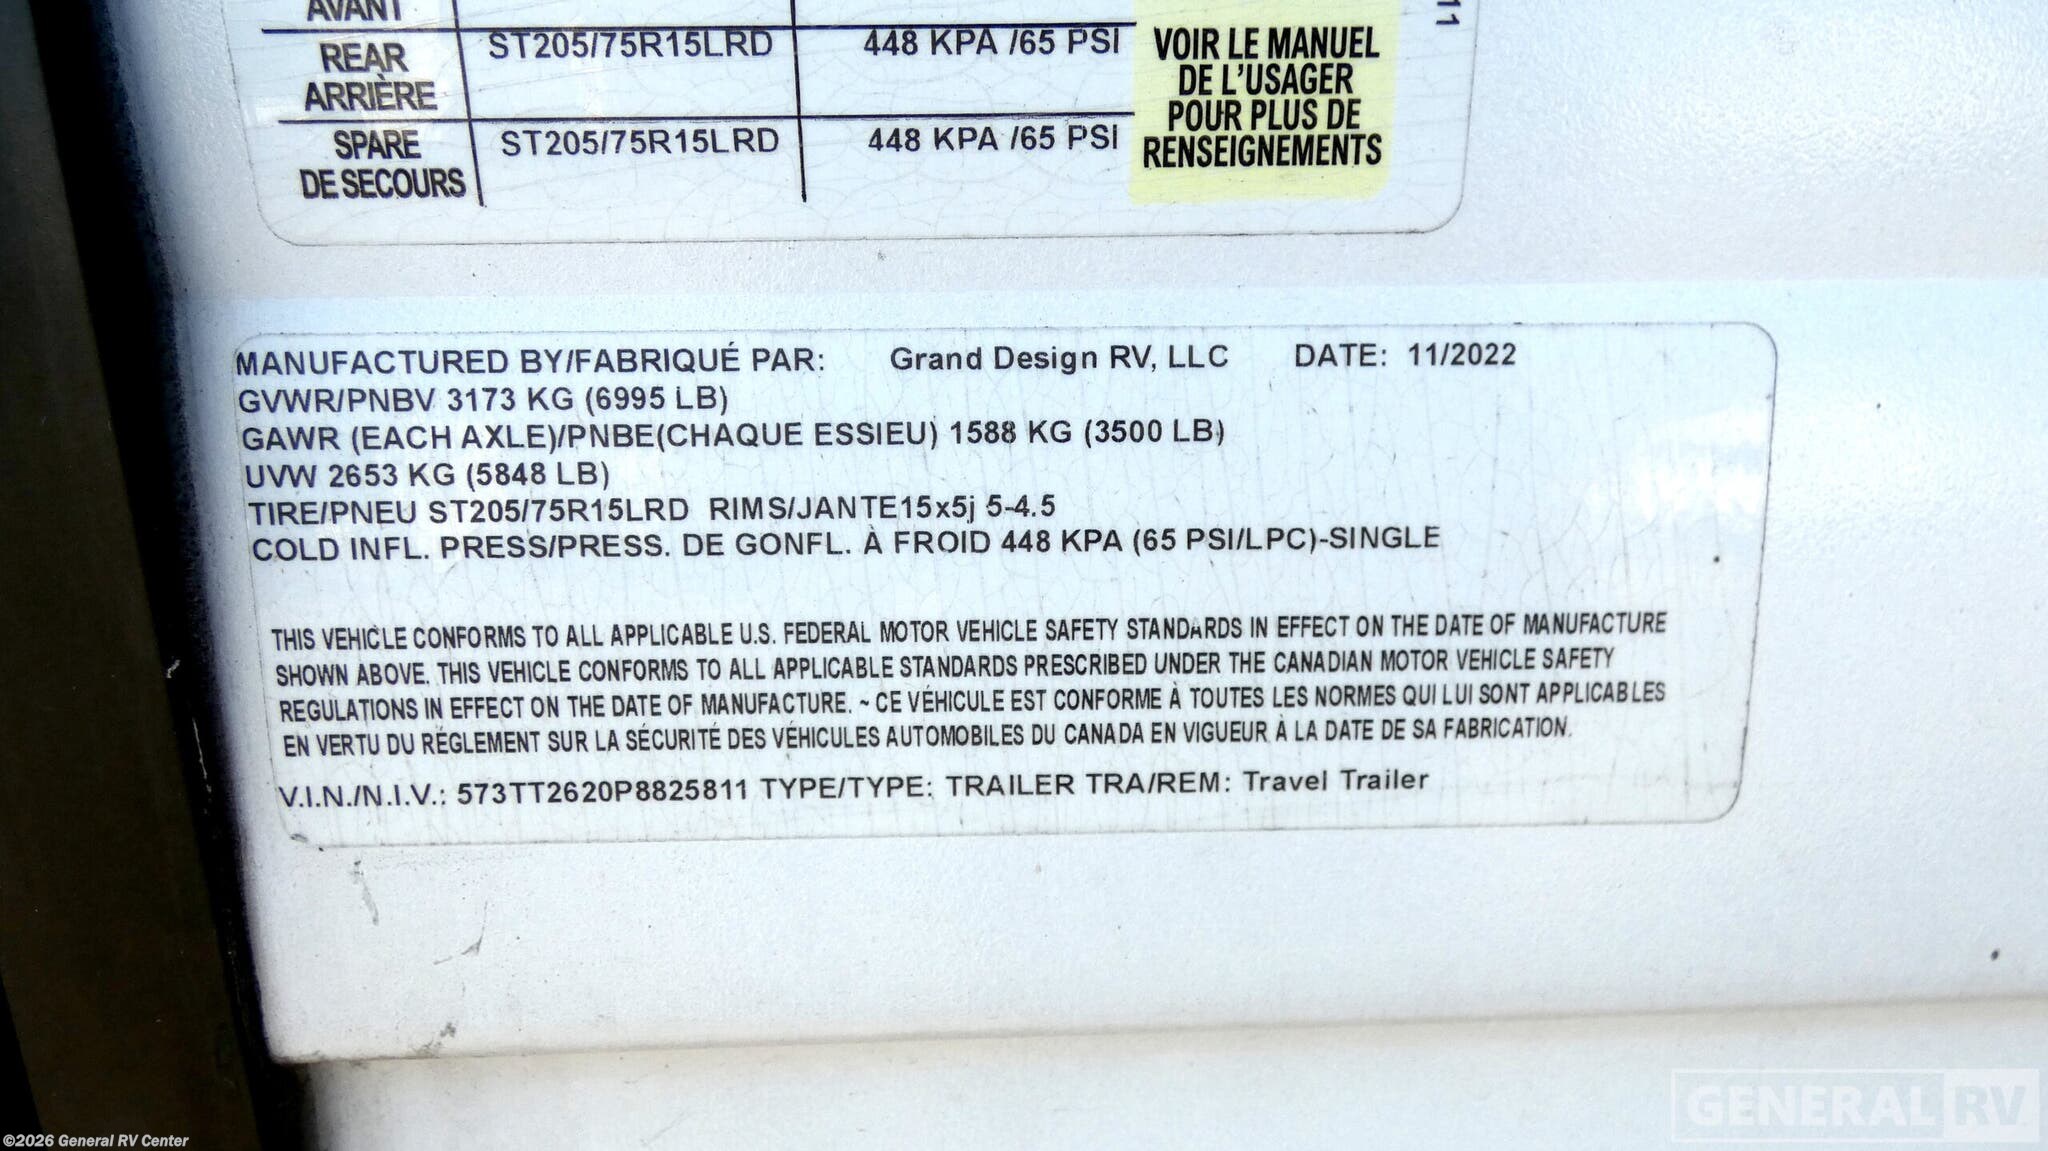 AVANT
REAR
ARRIÈRE
ST205/75R15LRD
448 KPA /65 PSI
SPARE
DE SECOURS
ST205/75R15LRD
448 KPA /65 PSI
VOIR LE MANUEL
DE L'USAGER
POUR PLUS DE
RENSEIGNEMENTS
11
MANUFACTURED BY/FABRIQUÉ PAR: Grand Design RV, LLC DATE: 11/2022
GVWR/PNBV 3173 KG (6995 LB)
GAWR (EACH AXLE)/PNBE(CHAQUE ESSIEU) 1588 KG (3500 LB)
UVW 2653 KG (5848 LB)
TIRE/PNEU ST205/75R15LRD RIMS/JANTE15x5j 5-4.5
COLD INFL. PRESS/PRESS. DE GONFL. À FROID 448 KPA (65 PSI/LPC)-SINGLE
THIS VEHICLE CONFORMS TO ALL APPLICABLE U.S. FEDERAL MOTOR VEHICLE SAFETY STANDARDS IN EFFECT ON THE DATE OF MANUFACTURE
SHOWN ABOVE. THIS VEHICLE CONFORMS TO ALL APPLICABLE STANDARDS PRESCRIBED UNDER THE CANADIAN MOTOR VEHICLE SAFETY
REGULATIONS IN EFFECT ON THE DATE OF MANUFACTURE. ~ CE VÉHICULE EST CONFORME À TOUTES LES NORMES QUI LUI SONT APPLICABLES
EN VERTU DU RÉGLEMENT SUR LA SÉCURITÉ DES VÉHICULES AUTOMOBILES DU CANADA EN VIGUEUR À LA DATE DE SA FABRICATION.
V.I.N./N.I.V.: 573TT2620P8825811 TYPE/TYPE: TRAILER TRA/REM: Travel Trailer
GENERAL RV
©2026 General RV Center